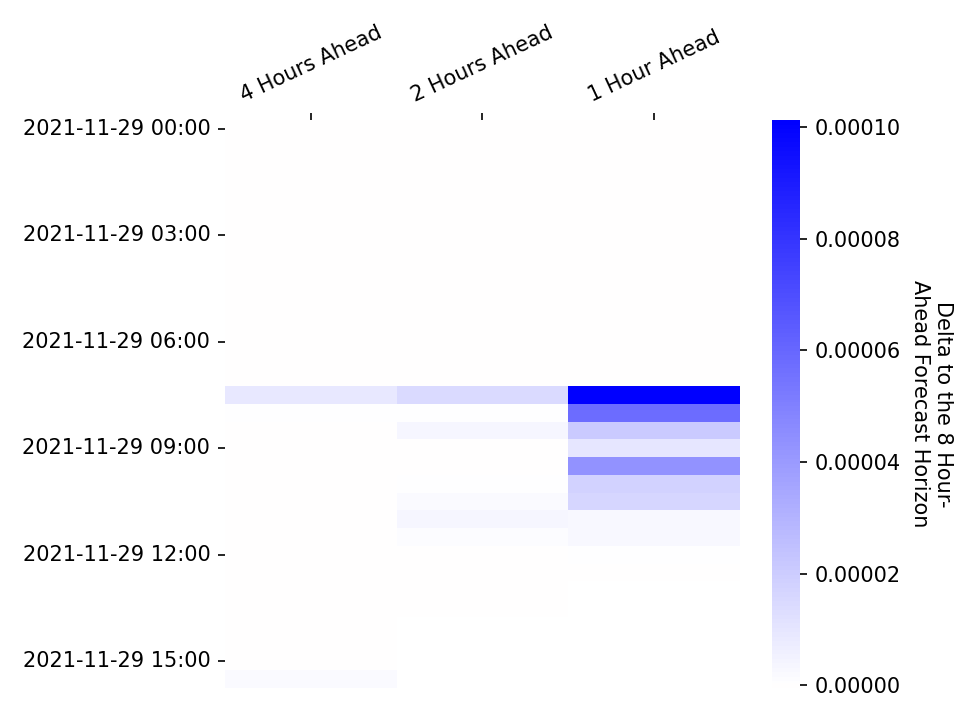 4 Hours Ahead
2 Hours Ahead
1 Hour Ahead
2021-11-29 00:00
2021-11-29 03:00
2021-11-29 06:00
2021-11-29 09:00
2021-11-29 12:00
2021-11-29 15:00
0.00010
0.00008
0.00006
0.00004
0.00002
0.00000
Delta to the 8 Hour-
Ahead Forecast Horizon